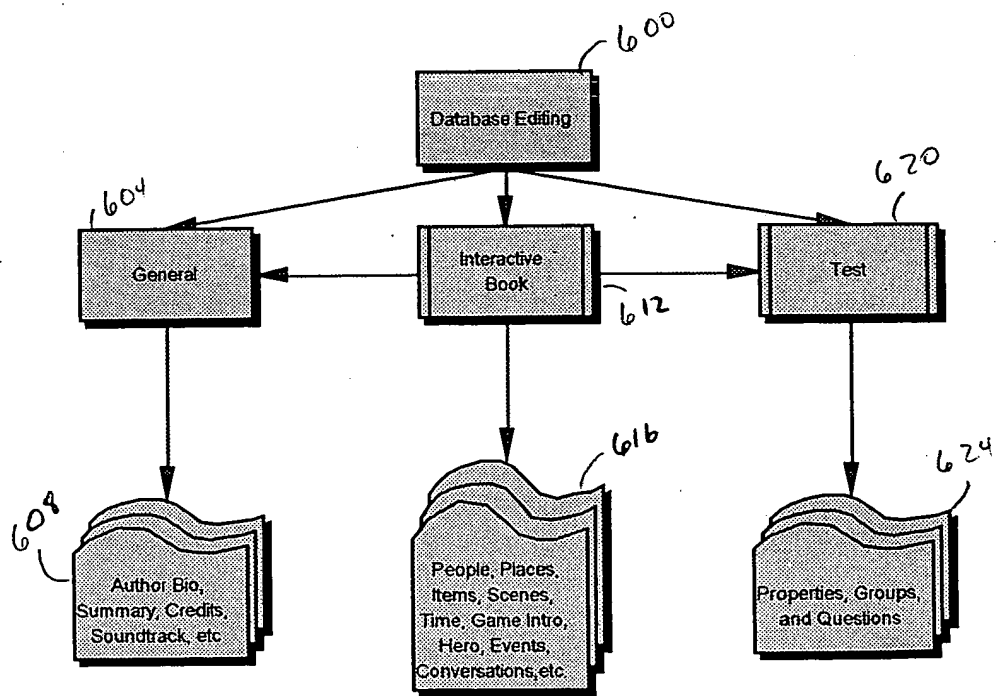 600
Database Editing
604
General
Interactive
Book
612
620
Test
608
Author Bio,
Summary, Credits,
Soundtrack, etc
616
People, Places,
Items, Scenes,
Time, Game Intro,
Hero, Events,
Conversations,etc.
624
Properties, Groups,
and Questions